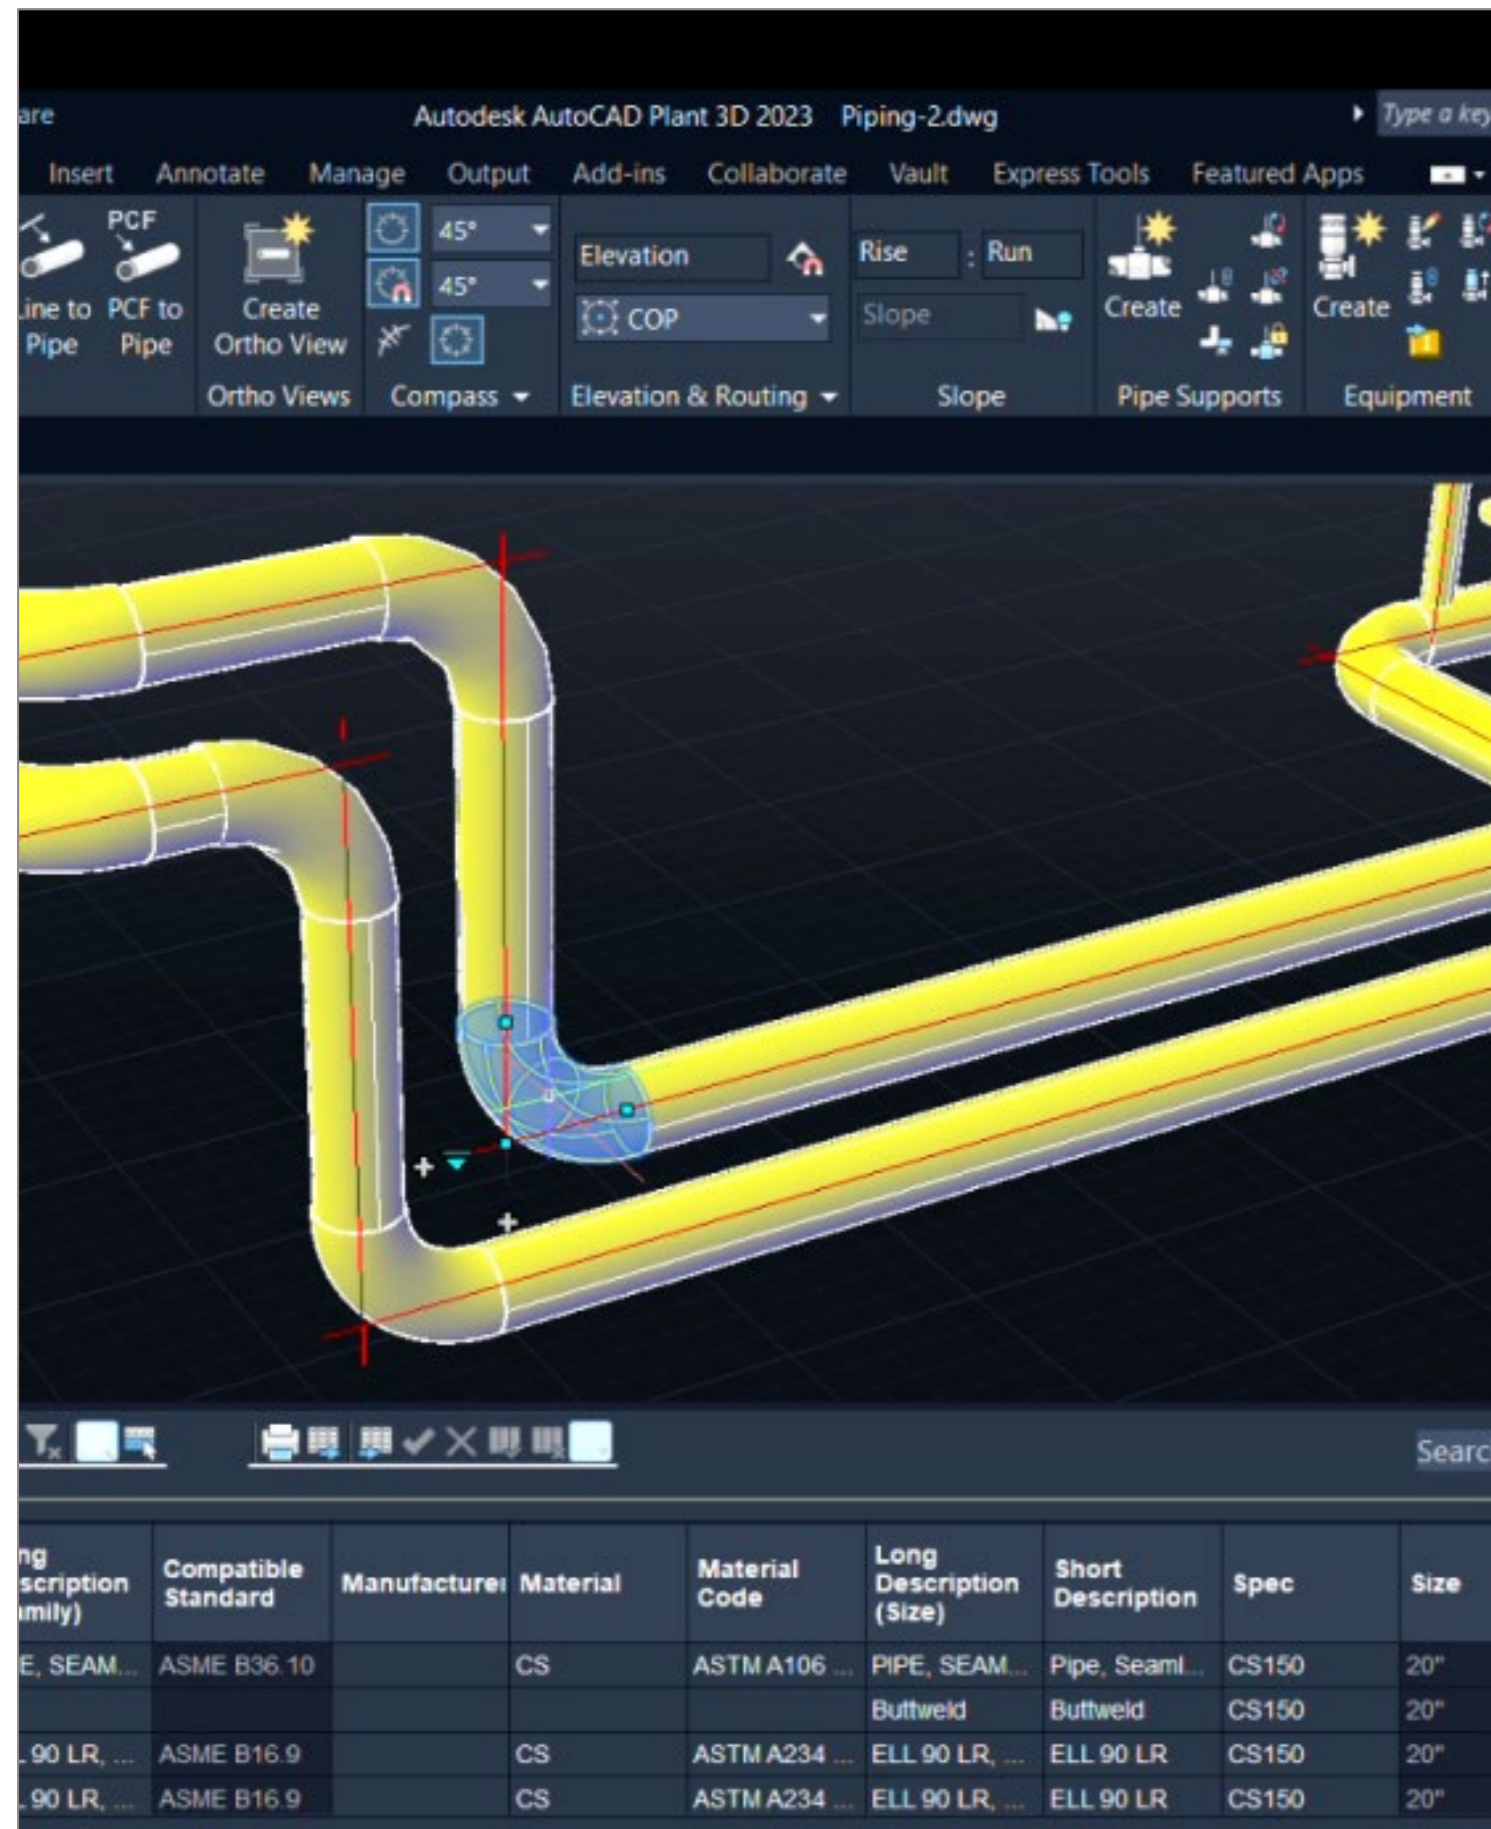 are
Autodesk AutoCAD Plant 3D 2023 Piping-2.dwg
Type a key
Insert Annotate Manage Output Add-ins Collaborate Vault Express Tools Featured Apps
PCF
45°
45°
Elevation
COP
Rise : Run
Slope
Line to
Pipe
PCF to
Pipe
Create
Ortho View
Create
Create
Ortho Views Compass Elevation & Routing Slope Pipe Supports Equipment
Searc
ng
scription
amily)
Compatible
Standard
Manufacturer
Material
Material
Code
Long
Description
(Size)
Short
Description
Spec
Size
E, SEAM... ASME B36.10 CS ASTM A106 ... PIPE, SEAM... Pipe, Seaml... CS150 20"
Buttweld Buttweld CS150 20"
90 LR, ... ASME B16.9 CS ASTM A234 ... ELL 90 LR, ... ELL 90 LR CS150 20"
90 LR, ... ASME B16.9 CS ASTM A234 ... ELL 90 LR, ... ELL 90 LR CS150 20"